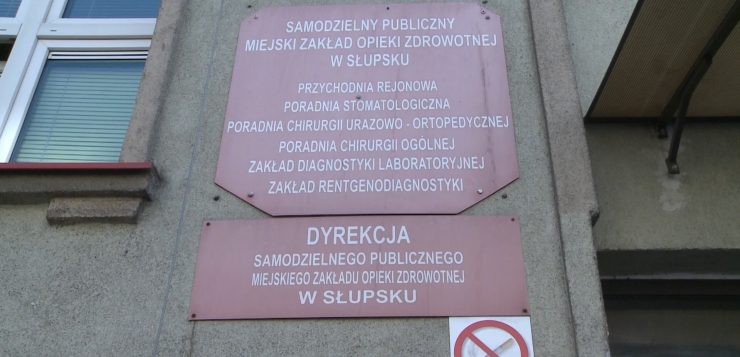 SAMODZIELNY PUBLICZNY
MIEJSKI ZAKŁAD OPIEKI ZDROWOTNEJ
W SŁUPSKU
PRZYCHODNIA REJONOWA
PORADNIA STOMATOLOGICZNA
PORADNIA CHIRURGII URAZOWO - ORTOPEDYCZNEJ
PORADNIA CHIRURGII OGÓLNEJ
ZAKŁAD DIAGNOSTYKI LABORATORYJNEJ
ZAKŁAD RENTGENODIAGNOSTYKI
DYREKCJA
SAMODZIELNEGO PUBLICZNEGO
MIEJSKIEGO ZAKŁADU OPIEKI ZDROWOTNEJ
W SŁUPSKU